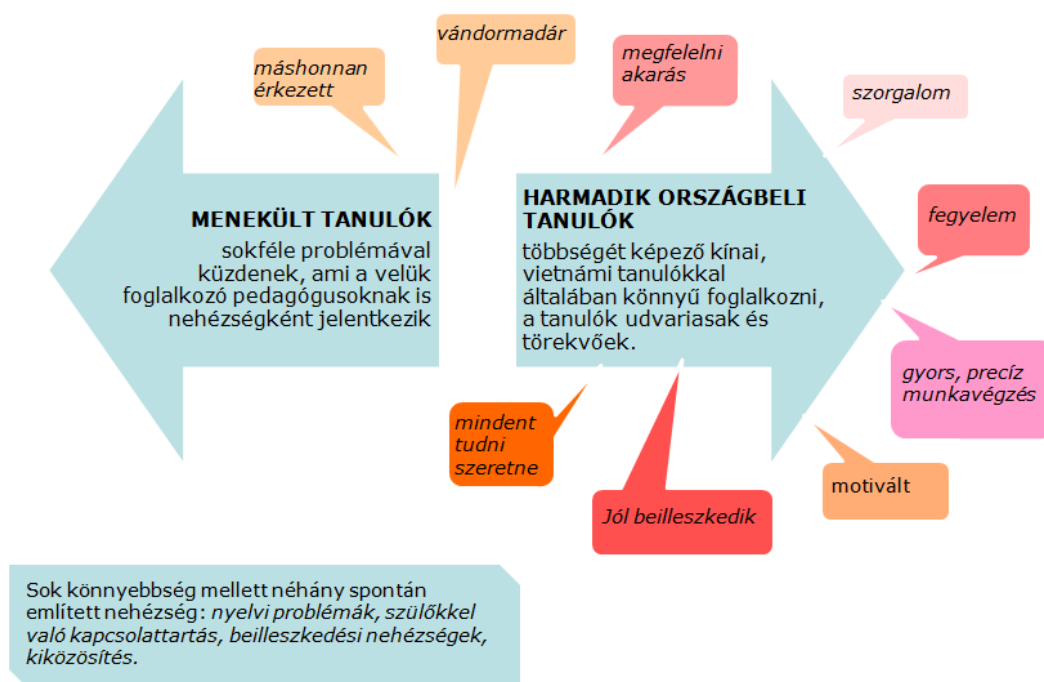 vándormadár
máshonnan
érkezett
megfelelni
akarás
szorgalom
MENEKÜLT TANULÓK
sokféle problémával
küzdenek, ami a velük
foglalkozó pedagógusoknak is
nehézségként jelentkezik
HARMADIK ORSZÁGBELI
TANULÓK
többségét képező kínai,
vietnámi tanulókkal
általában könnyű foglalkozni,
a tanulók udvariasak és
törekvőek.
fegyelem
gyors, precíz
munkavégzés
mindent
tudni
szeretne
Jól beilleszkedik
motivált
Sok könnyebbség mellett néhány spontán
említett nehézség: nyelvi problémák, szülőkkel
való kapcsolattartás, beilleszkedési nehézségek,
kiközösítés.